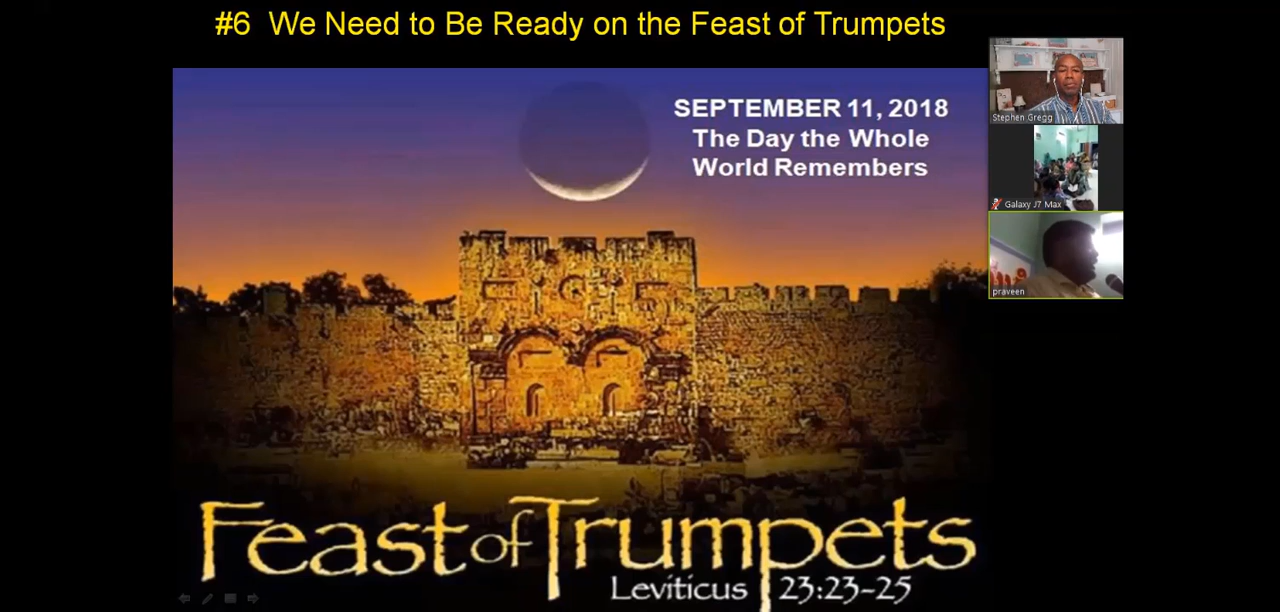 #6 We Need to Be Ready on the Feast of Trumpets
SEPTEMBER 11, 2018
The Day the Whole
World Remembers
Stephen Gregg
Galaxy J7 Max
praveen
Feast of Trumpets
Leviticus 23:23-25